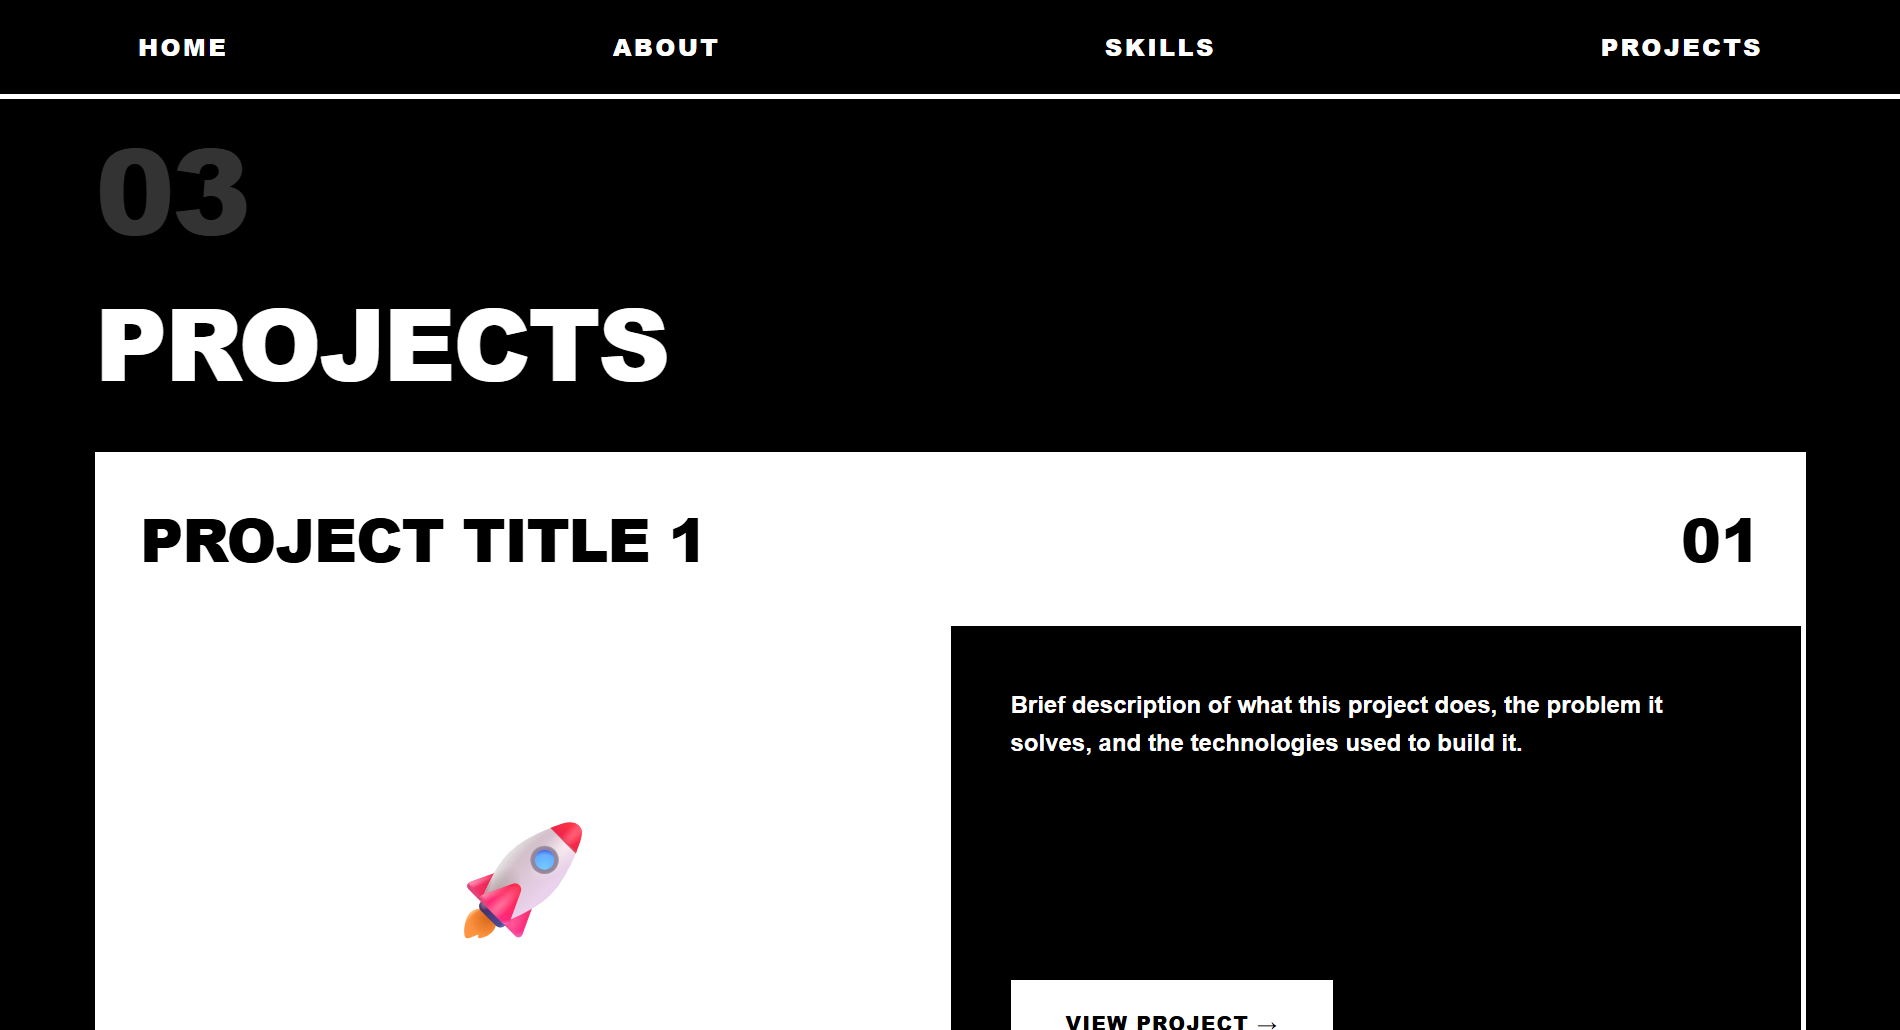 HOME ABOUT SKILLS PROJECTS
03
PROJECTS
PROJECT TITLE 1 01
Brief description of what this project does, the problem it
solves, and the technologies used to build it.
VIEW PROJECT →